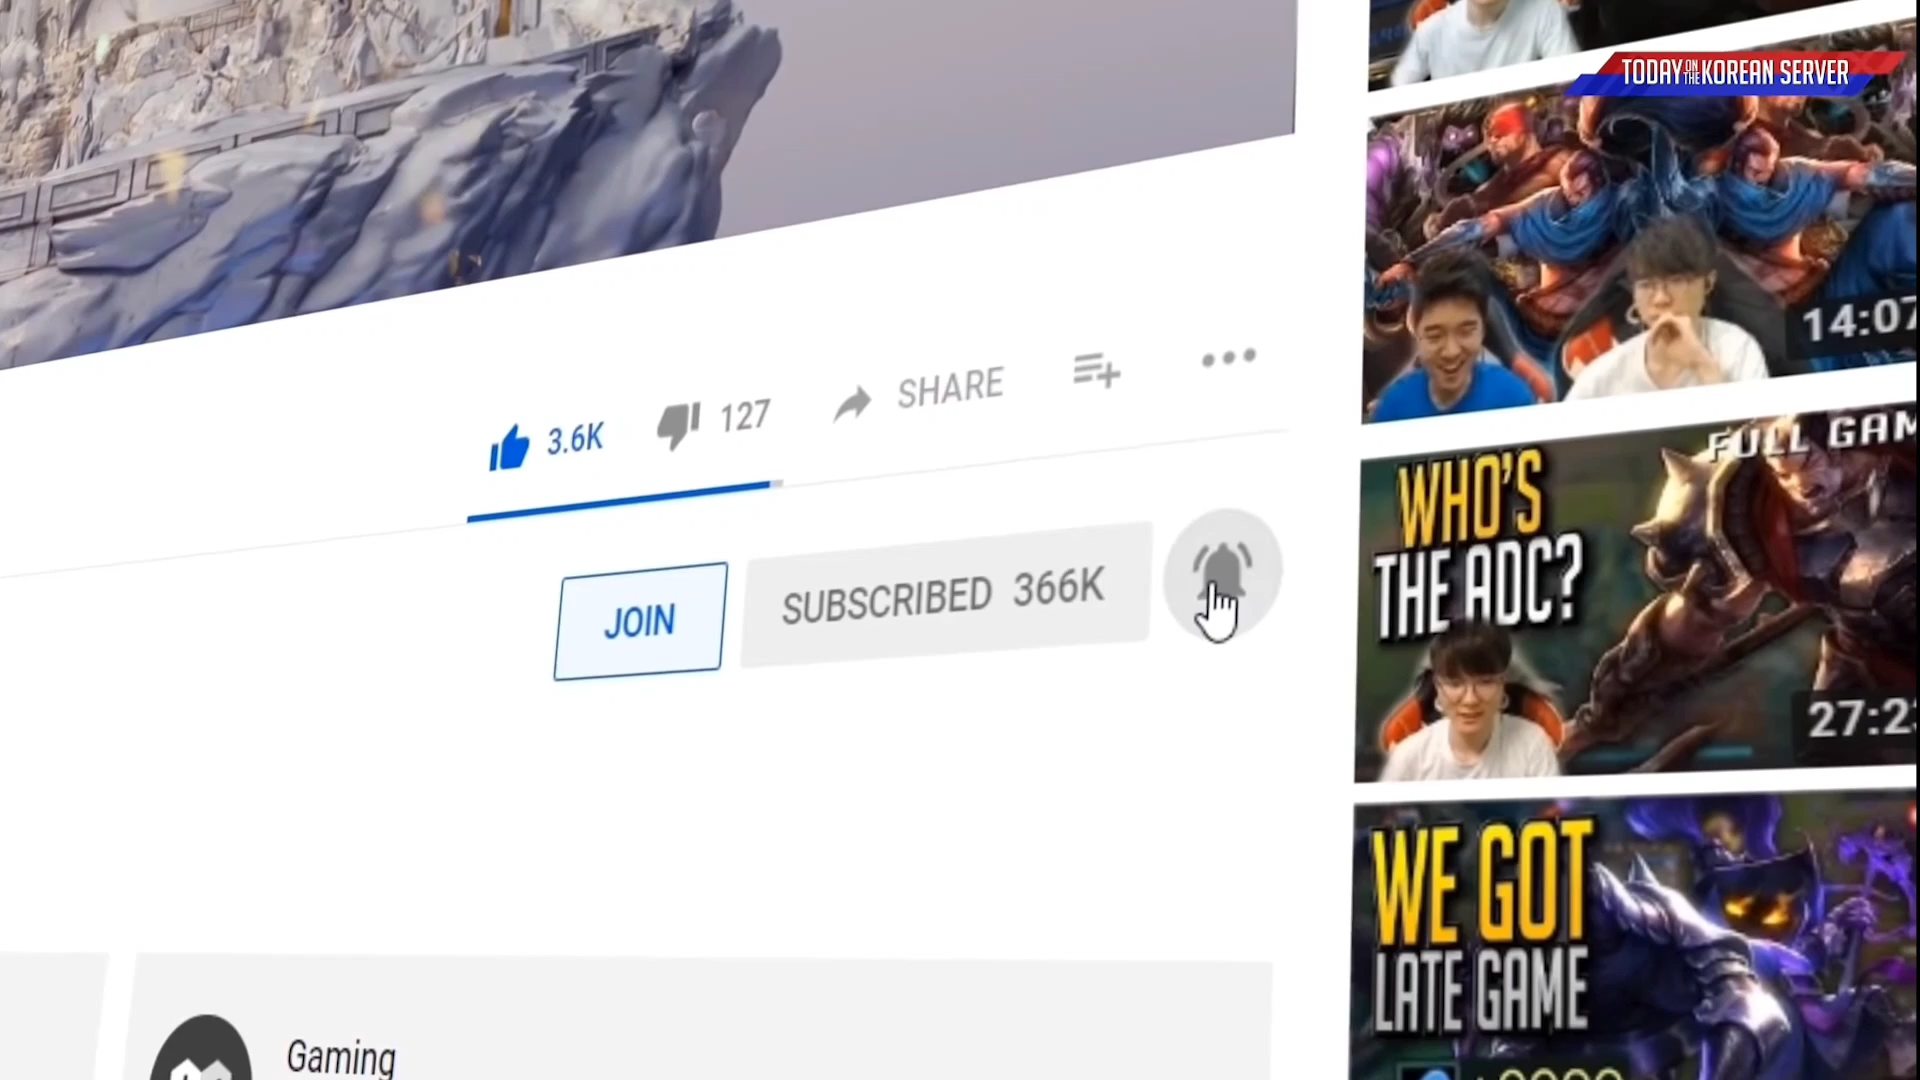 TODAY ON THE KOREAN SERVER
14:07
3.6K 127 SHARE
FULL GAM
WHO'S
THE ADC?
JOIN SUBSCRIBED 366K
27:2
WE GOT
LATE GAME
Gaming